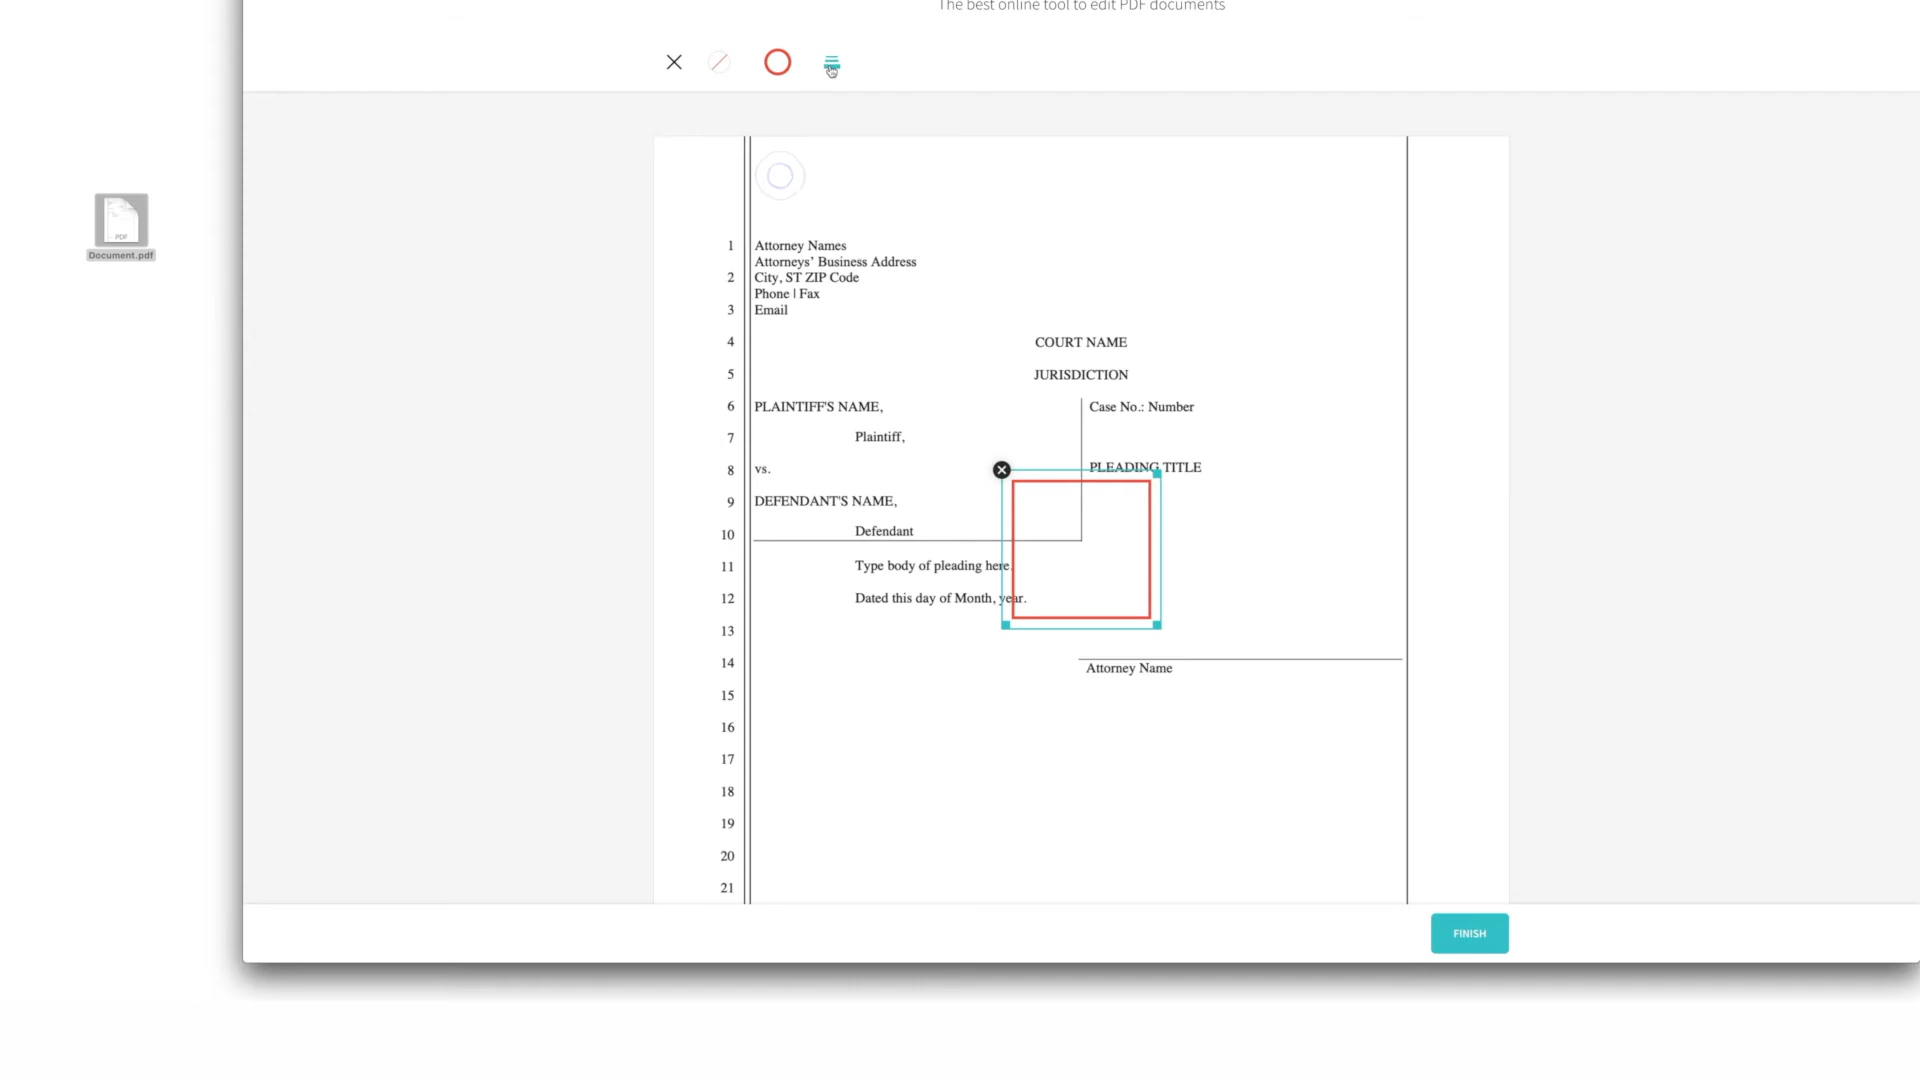 The best online tool to edit PDF documents
PDF
Document.pdf
1 Attorney Names
Attorneys’ Business Address
2 City, ST ZIP Code
Phone | Fax
3 Email
4 COURT NAME
5 JURISDICTION
6 PLAINTIFF'S NAME, Case No.: Number
7 Plaintiff,
8 vs. PLEADING TITLE
9 DEFENDANT'S NAME,
10 Defendant
11 Type body of pleading here.
12 Dated this day of Month, year.
13
14 Attorney Name
15
16
17
18
19
20
21
FINISH